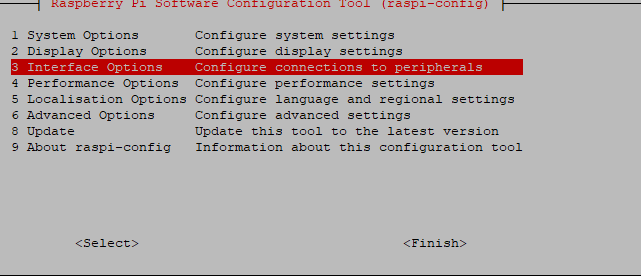 Raspberry Pi Software Configuration Tool (raspi-config)
1 System Options Configure system settings
2 Display Options Configure display settings
3 Interface Options Configure connections to peripherals
4 Performance Options Configure performance settings
5 Localisation Options Configure language and regional settings
6 Advanced Options Configure advanced settings
8 Update Update this tool to the latest version
9 About raspi-config Information about this configuration tool
<Select> <Finish>